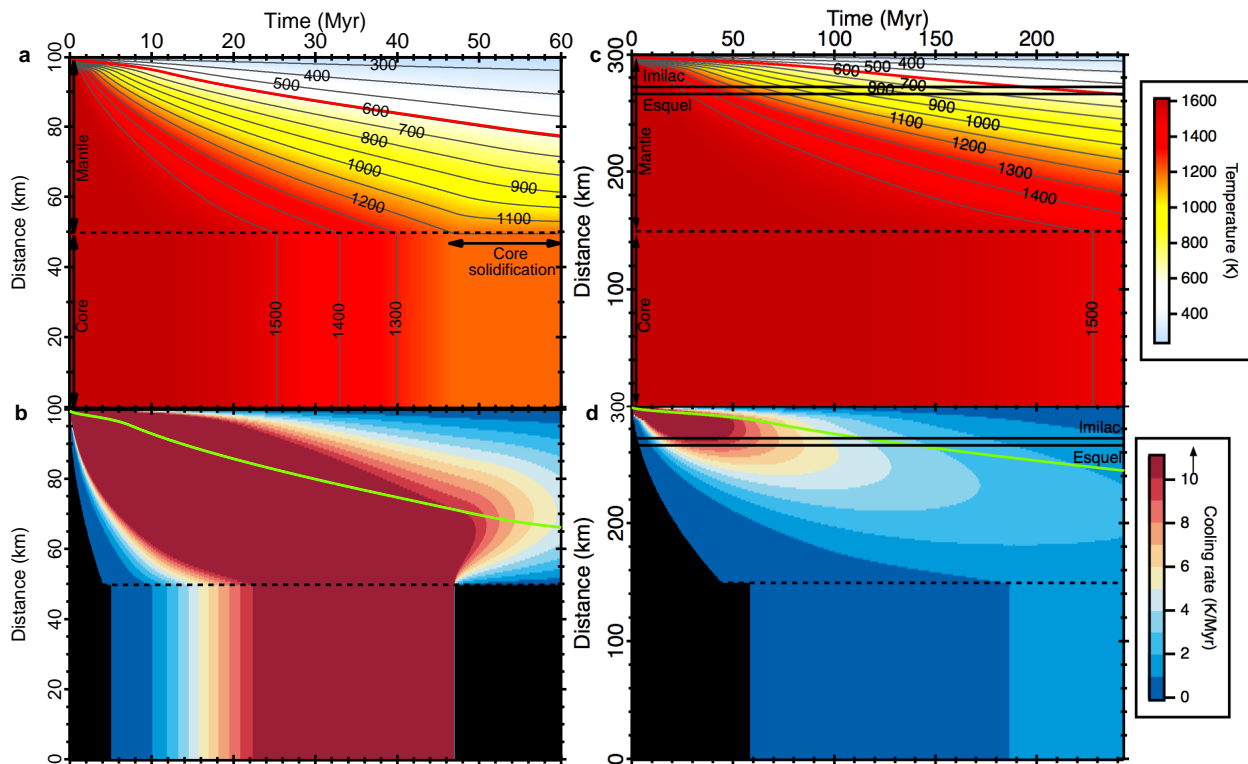 Time (Myr)
a
0 10 20 30 40 50 60
Distance (km)
100
80
60
40
20
0
Mantle
Core
300
400
500
600
700
800
1000
900
1200
1100
Core
solidification
1500
1400
1300
Time (Myr)
c
0 50 100 150 200
Distance (km)
300
200
100
0
Imilac
Esquel
Mantle
Core
400
500
600
700
800
900
1000
1100
1200
1300
1400
1500
1600
1400
1200
1000
800
600
400
Temperature (K)
b
Distance (km)
100
80
60
40
20
0
d
Distance (km)
300
200
100
0
Imilac
Esquel
10
8
6
4
2
0
Cooling rate (K/Myr)